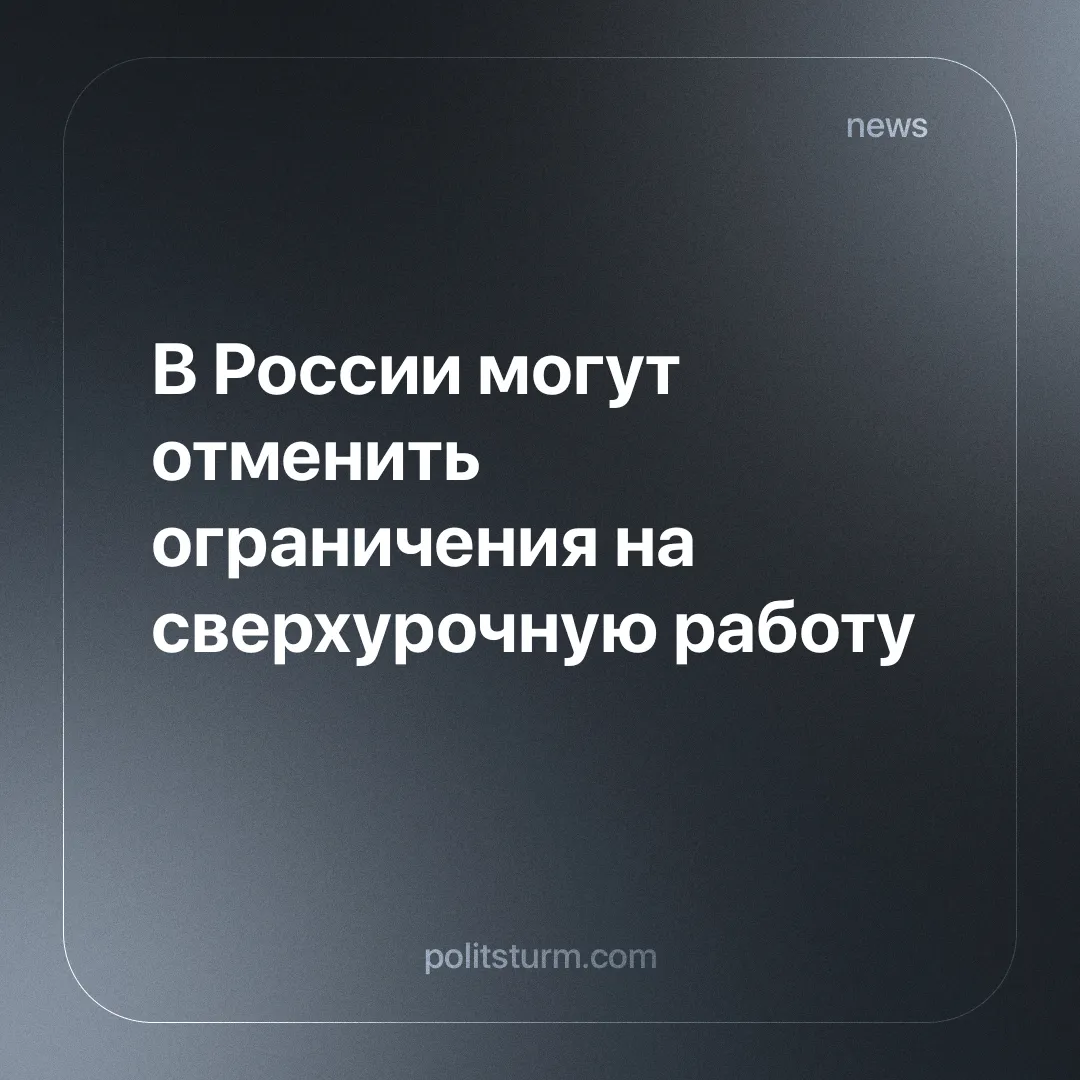 news
В России могут
отменить
ограничения на
сверхурочную работу
politsturm.com